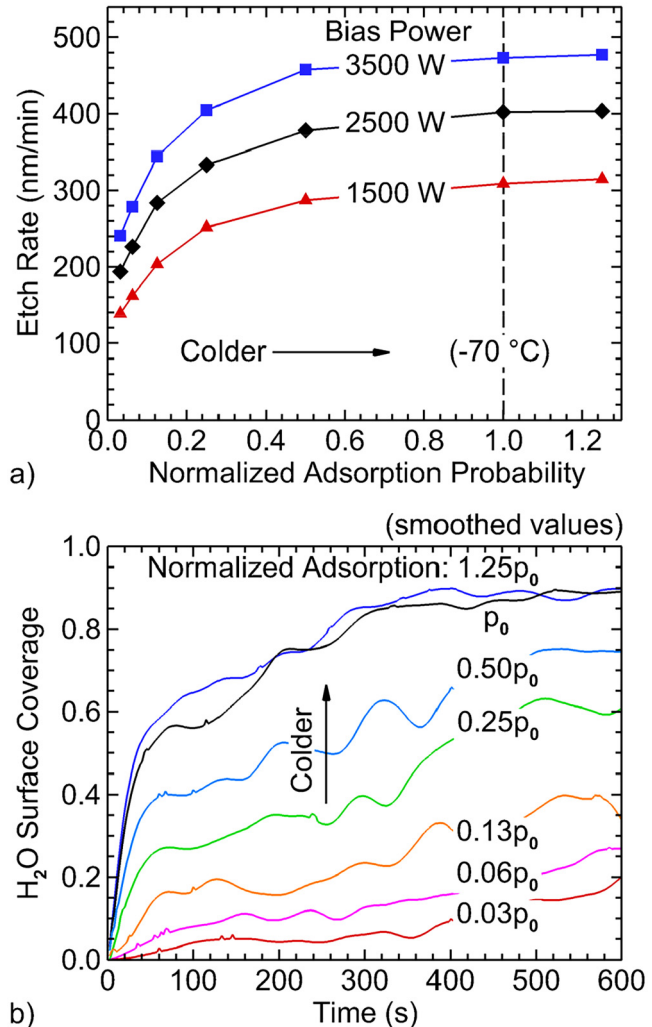 500
400
300
200
100
0
Bias Power
3500 W
2500 W
1500 W
Colder
(-70 °C)
Etch Rate (nm/min)
0.0 0.2 0.4 0.6 0.8 1.0 1.2
a) Normalized Adsorption Probability
(smoothed values)
1.0
0.8
0.6
0.4
0.2
0.0
Normalized Adsorption: 1.25p₀
p₀
0.50p₀
0.25p₀
0.13p₀
0.06p₀
0.03p₀
Colder
H₂O Surface Coverage
0 100 200 300 400 500 600
b) Time (s)